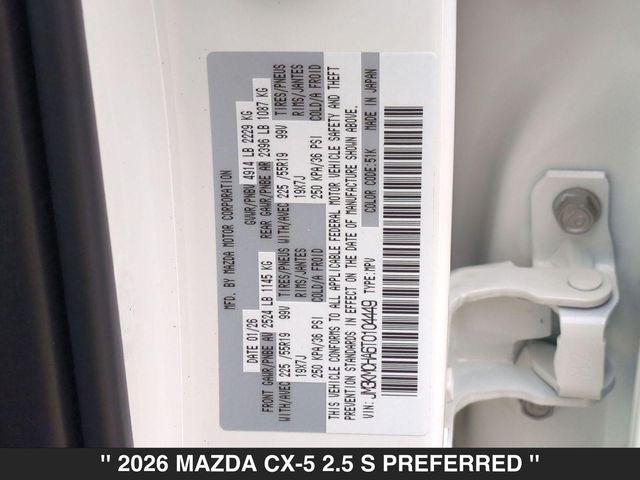 MFD. BY MAZDA MOTOR CORPORATION
DATE 01/26 GVWR/PNBV 4914 LB 2229 KG
FRONT GAWR/PNBE AV 2524 LB 1145 KG REAR GAWR/PNBE AR 2396 LB 1087 KG
WITH/AVEC 225 /55R19 99V TIRES/PNEUS WITH/AVEC 225 /55R19 99V TIRES/PNEUS
19X7J RIMS/JANTES 19X7J RIMS/JANTES
250 KPA/36 PSI COLD/A FROID 250 KPA/36 PSI COLD/A FROID
THIS VEHICLE CONFORMS TO ALL APPLICABLE FEDERAL MOTOR VEHICLE SAFETY AND THEFT
PREVENTION STANDARDS IN EFFECT ON THE DATE OF MANUFACTURE SHOWN ABOVE.
VIN: JM3KMCHA6T0104449 TYPE:MPV COLOR CODE:51K MADE IN JAPAN
" 2026 MAZDA CX-5 2.5 S PREFERRED "